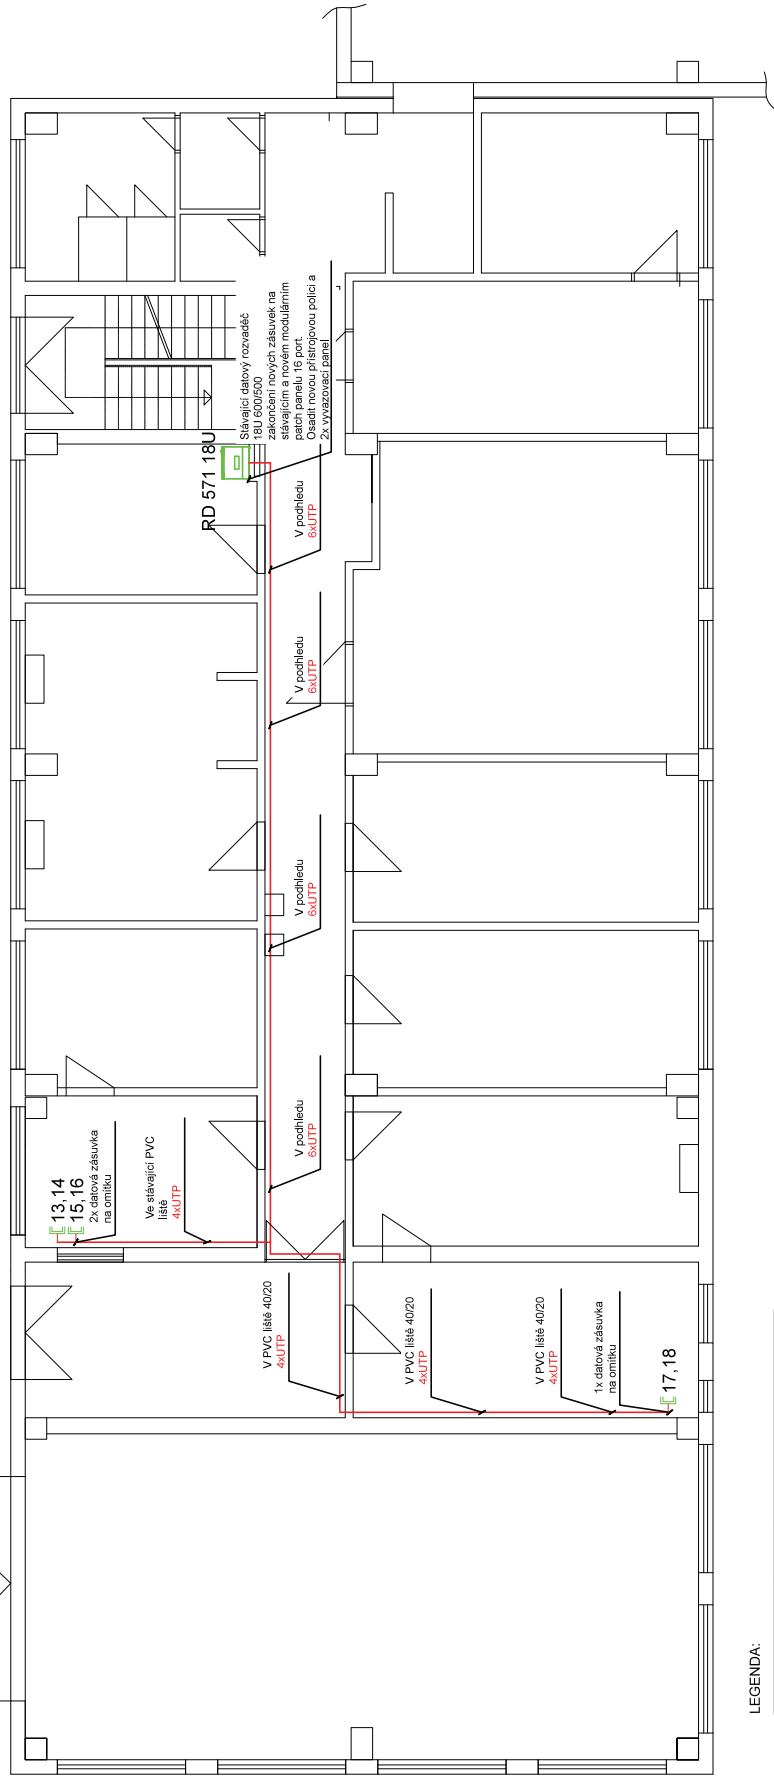 RD 571 18U
Stávající datový rozvaděč
18U 600/500
zakončení nových zásuvek na
stávajícím a novém modulárním
patch panelu 16 port.
Osadit novou přístrojovou polici a
2x vyvazovací panel
V podhledu
6xUTP
V podhledu
6xUTP
V podhledu
6xUTP
V podhledu
6xUTP
13,14
15,16
2x datová zásuvka
na omítku
Ve stávající PVC
liště
4xUTP
V PVC liště 40/20
4xUTP
V PVC liště 40/20
4xUTP
V PVC liště 40/20
4xUTP
1x datová zásuvka
na omítku
17,18
LEGENDA: